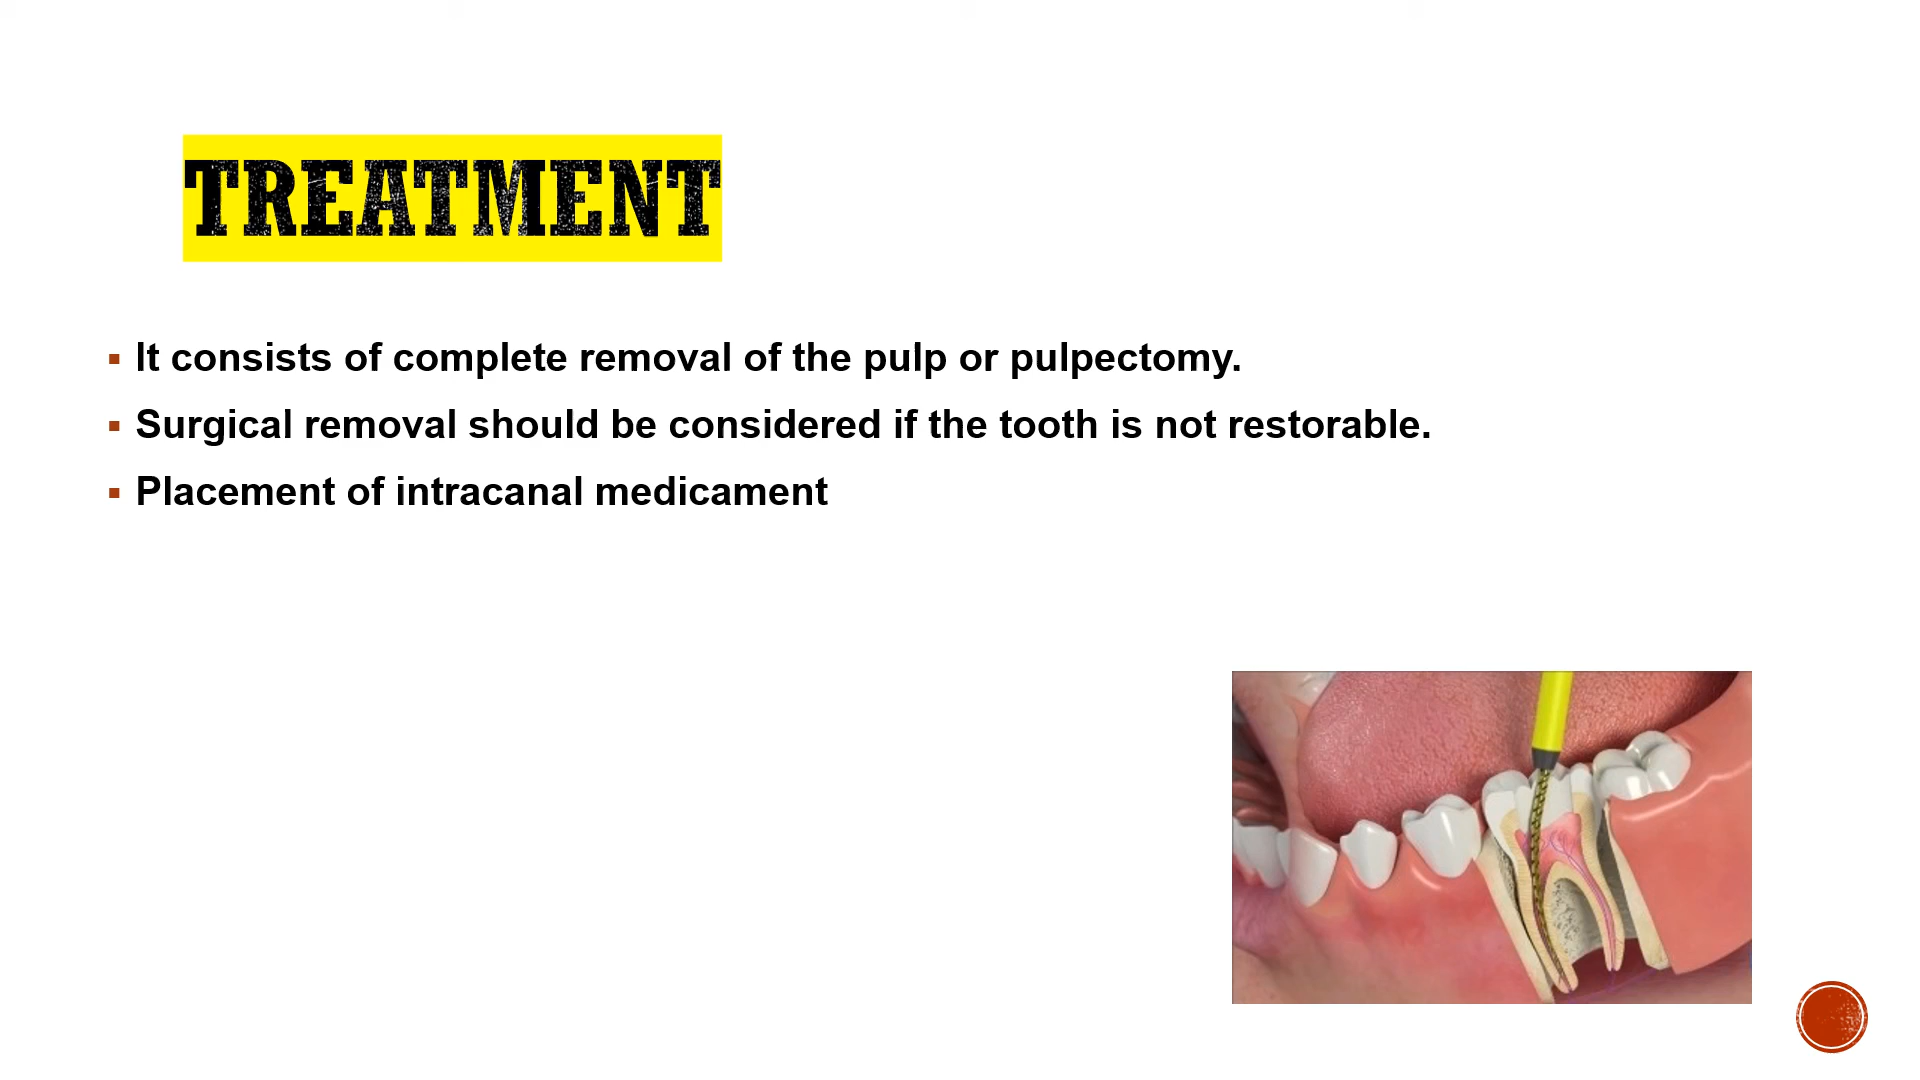 TREATMENT
It consists of complete removal of the pulp or pulpectomy.
Surgical removal should be considered if the tooth is not restorable.
Placement of intracanal medicament